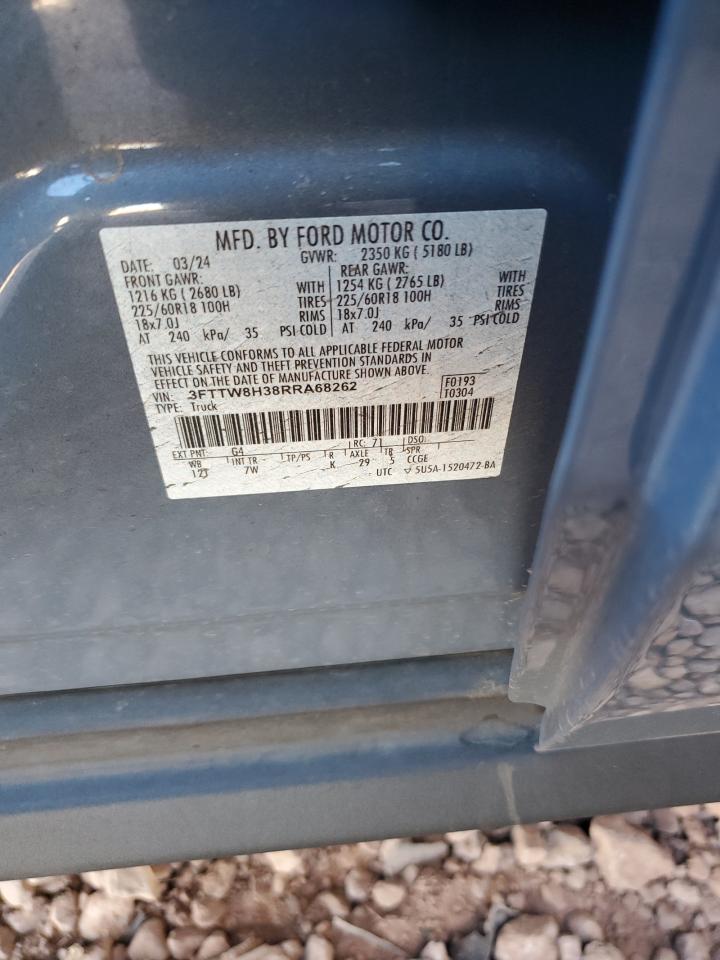 MFD. BY FORD MOTOR CO.
DATE: 03/24 GVWR: 2350 KG ( 5180 LB)
FRONT GAWR: REAR GAWR:
1216 KG ( 2680 LB) WITH 1254 KG ( 2765 LB) WITH
225/60R18 100H TIRES 225/60R18 100H TIRES
18x7.0J RIMS 18x7.0J RIMS
AT 240 kPa/ 35 PSI COLD AT 240 kPa/ 35 PSI COLD
THIS VEHICLE CONFORMS TO ALL APPLICABLE FEDERAL MOTOR
VEHICLE SAFETY AND THEFT PREVENTION STANDARDS IN
EFFECT ON THE DATE OF MANUFACTURE SHOWN ABOVE.
VIN: 3FTTW8H38RRA68262 F0193
TYPE: Truck T0304
EXT PNT: G4 RC: 71 DSO:
WB INT TR TP/PS R AXLE TR SPR
12J 7W K 29 5 CCGE
UTC ▽ 5U5A-1520472-BA